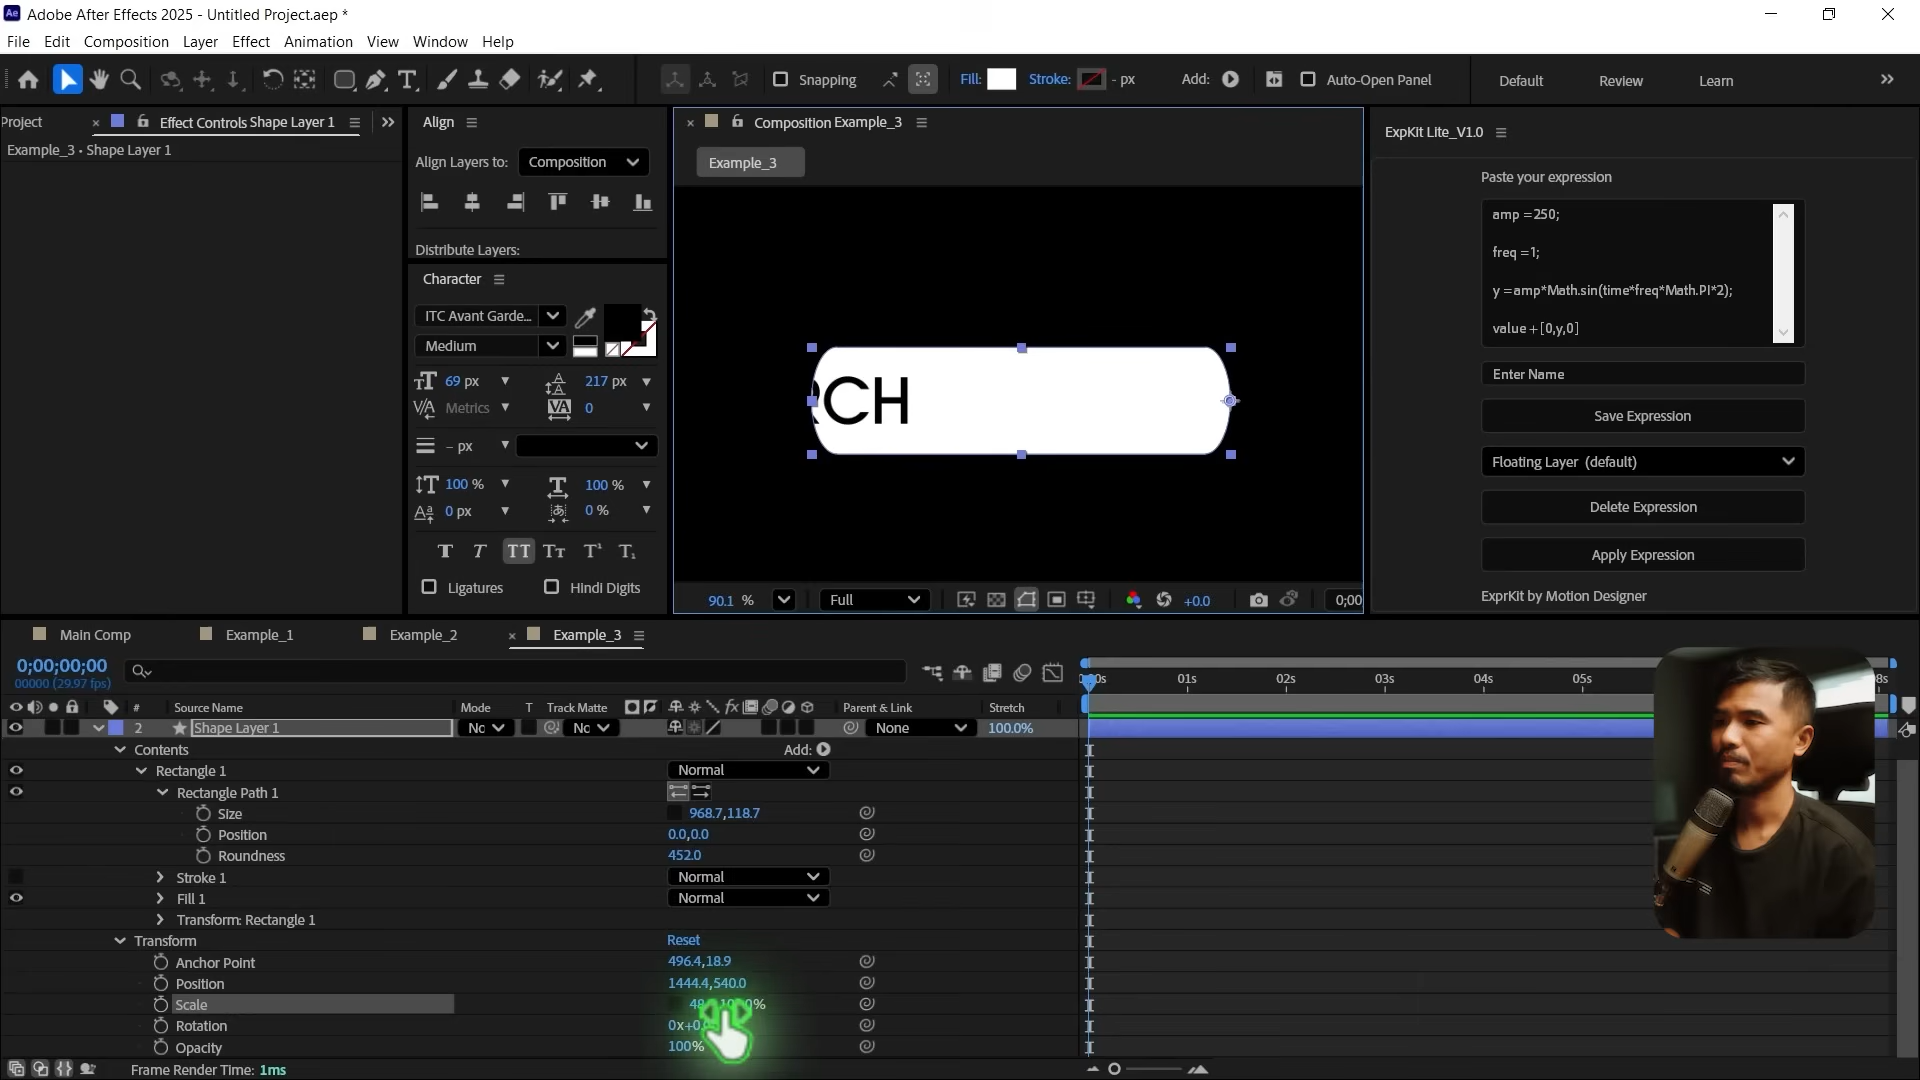 Adobe After Effects 2025 - Untitled Project.aep *
File Edit Composition Layer Effect Animation View Window Help
Snapping Fill: Stroke: - px Add: Auto-Open Panel Default Review Learn
Project Effect Controls Shape Layer 1
Example_3 • Shape Layer 1
Align
Align Layers to: Composition
Distribute Layers:
Character
ITC Avant Garde...
Medium
69 px 217 px
Metrics 0
- px
100 % 100 %
0 px 0 %
Ligatures Hindi Digits
Composition Example_3
Example_3
RCH
90.1 % Full +0.0 0;00
ExpKit Lite_V1.0
Paste your expression
amp =250;
freq =1;
y =amp*Math.sin(time*freq*Math.PI*2);
value + [0,y,0]
Enter Name
Save Expression
Floating Layer (default)
Delete Expression
Apply Expression
ExprKit by Motion Designer
Main Comp Example_1 Example_2 Example_3
0;00;00;00
00000 (29.97 fps)
01s 02s 03s 04s 05s 8s
# Source Name Mode T Track Matte Parent & Link Stretch
2 Shape Layer 1 Nc Nc None 100.0%
Contents Add:
Rectangle 1 Normal
Rectangle Path 1
Size 968.7,118.7
Position 0.0,0.0
Roundness 452.0
Stroke 1 Normal
Fill 1 Normal
Transform: Rectangle 1
Transform Reset
Anchor Point 496.4,18.9
Position 1444.4,540.0
Scale
Rotation
Opacity 100%
Frame Render Time: 1ms